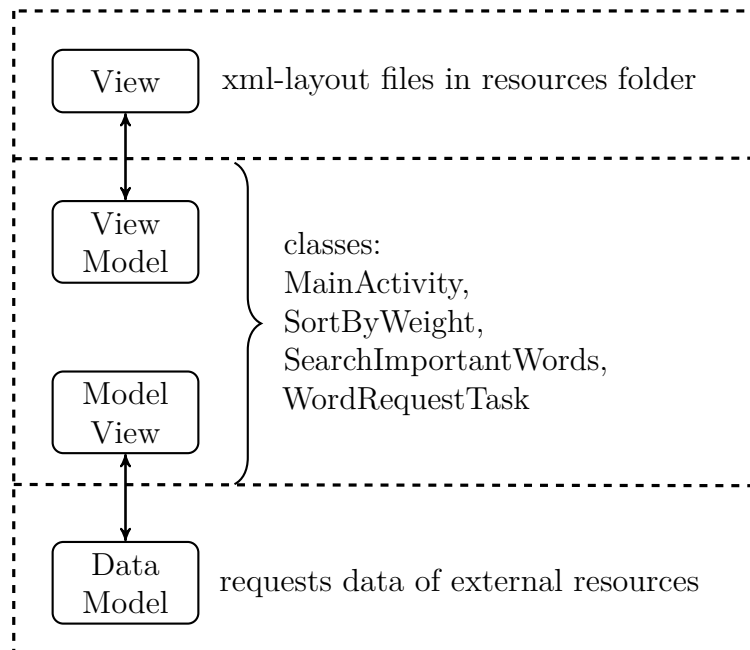 View
xml-layout files in resources folder
View
Model
classes:
MainActivity,
SortByWeight,
SearchImportantWords,
WordRequestTask
Model
View
Data
Model
requests data of external resources